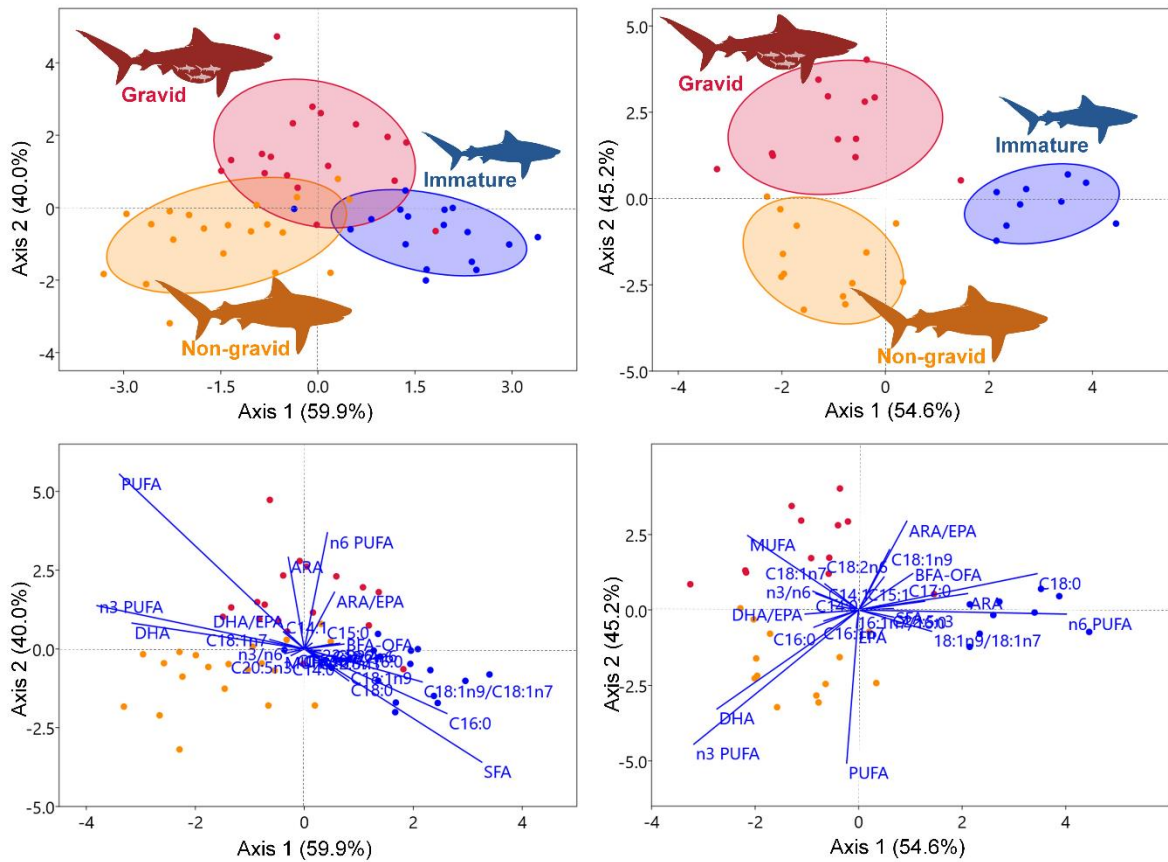 4
2
0
-2
-4
Axis 2 (40.0%)
Gravid
Immature
Non-gravid
-3.0
-1.5
0.0
1.5
3.0
Axis 1 (59.9%)
5.0
2.5
0.0
-2.5
-5.0
Axis 2 (45.2%)
Gravid
Immature
Non-gravid
-4
-2
0
2
4
Axis 1 (54.6%)
5.0
2.5
0.0
-2.5
-5.0
Axis 2 (40.0%)
PUFA
n6 PUFA
ARA
ARA/EPA
n3 PUFA
DHA
DHA/EPA
C14:1
C15:0
C18:1n7
BFA-OFA
n3/n6
C20:5n3
C14:0
C18:1n9
C18:0
C18:1n9/C18:1n7
C16:0
SFA
-4
-2
0
2
4
Axis 1 (59.9%)
5.0
2.5
0.0
-2.5
-5.0
Axis 2 (45.2%)
ARA/EPA
MUFA
C18:1n9
C18:2n6
C18:1n7
BFA-OFA
C18:0
n3/n6
C14:1
C15:1
C17:0
ARA
DHA/EPA
n6 PUFA
C16:0
EPA
18:1n9/18:1n7
DHA
n3 PUFA
PUFA
-4
-2
0
2
4
Axis 1 (54.6%)